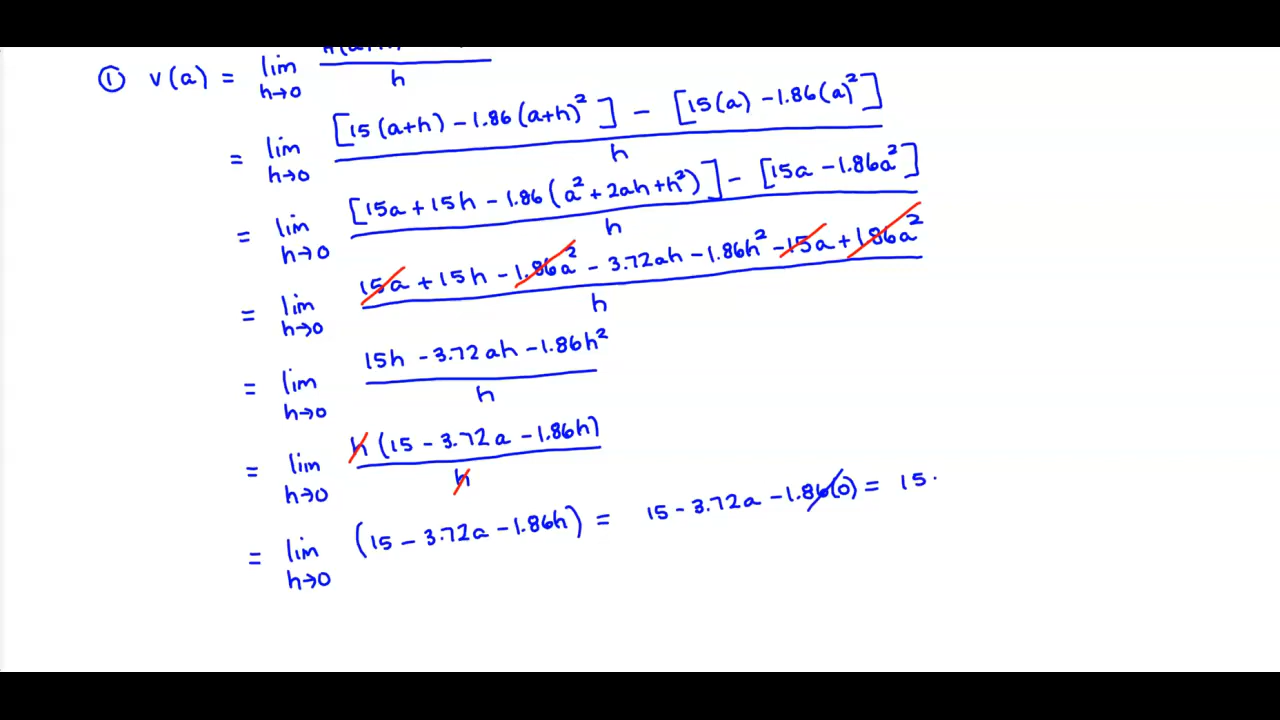 ① v(a) = lim h→0 h
= lim h→0 [15(a+h) - 1.86(a+h)²] - [15(a) - 1.86(a)²] / h
= lim h→0 [15a + 15h - 1.86(a² + 2ah + h²)] - [15a - 1.86a²] / h
= lim h→0 15a + 15h - 1.86a² - 3.72ah - 1.86h² - 15a + 1.86a² / h
= lim h→0 15h - 3.72ah - 1.86h² / h
= lim h→0 h(15 - 3.72a - 1.86h) / h
= lim h→0 (15 - 3.72a - 1.86h) = 15 - 3.72a - 1.86(0) = 15